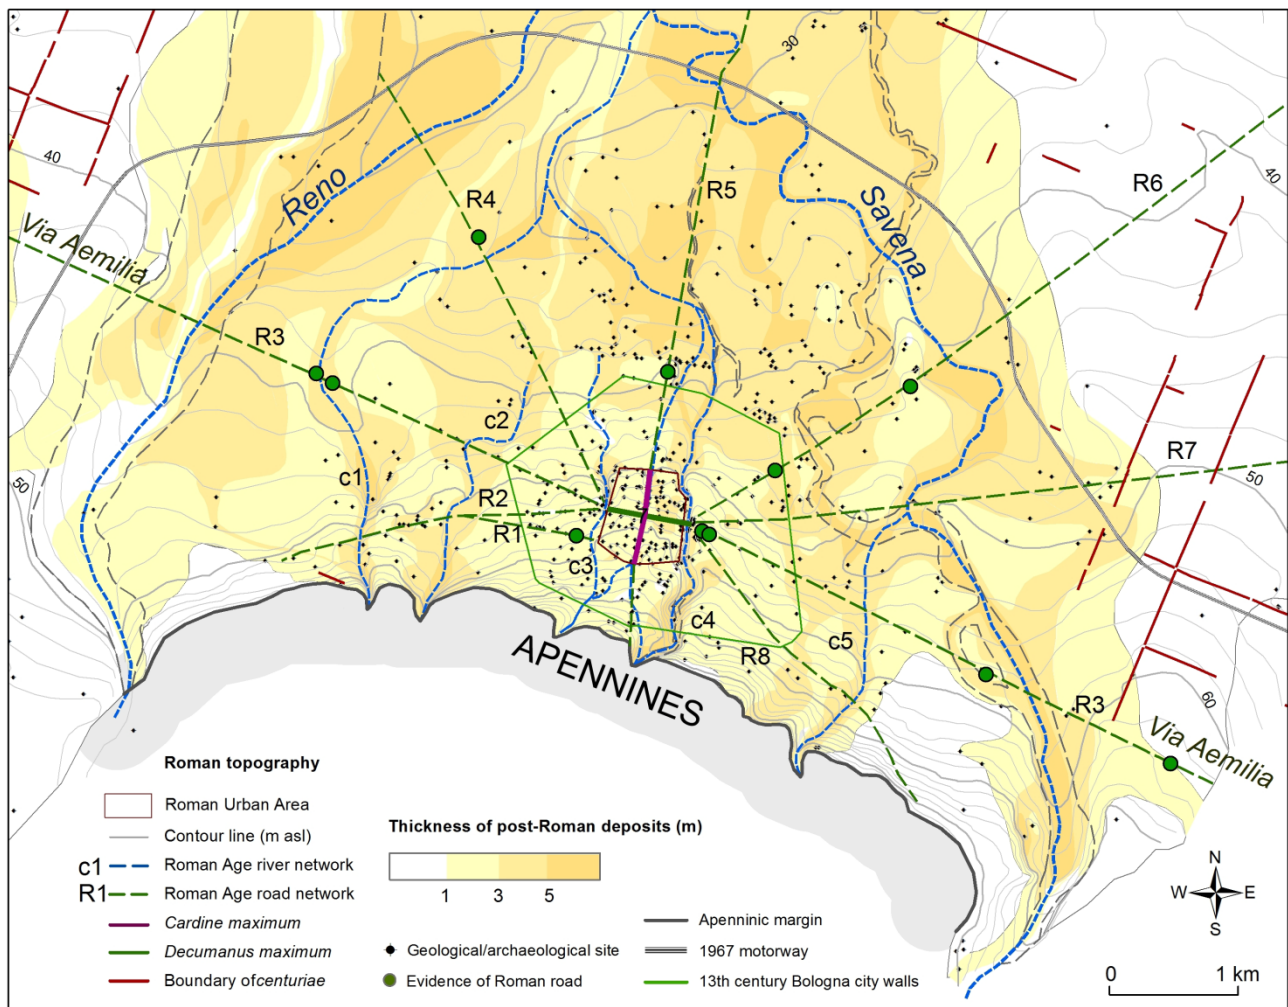 30
40
40
Reno
R4
R5
R6
Savena
Via Aemilia
R3
c2
c1
R7
50
50
R2
R1
c3
c4
c5
R8
APENNINES
60
R3
Via Aemilia
Roman topography
Roman Urban Area
Contour line (m asl)
c1 Roman Age river network
R1 Roman Age road network
Cardine maximum
Decumanus maximum
Boundary of centuriae
Thickness of post-Roman deposits (m)
1 3 5
Geological/archaeological site
Evidence of Roman road
Apenninic margin
1967 motorway
13th century Bologna city walls
N
W E
S
0 1 km